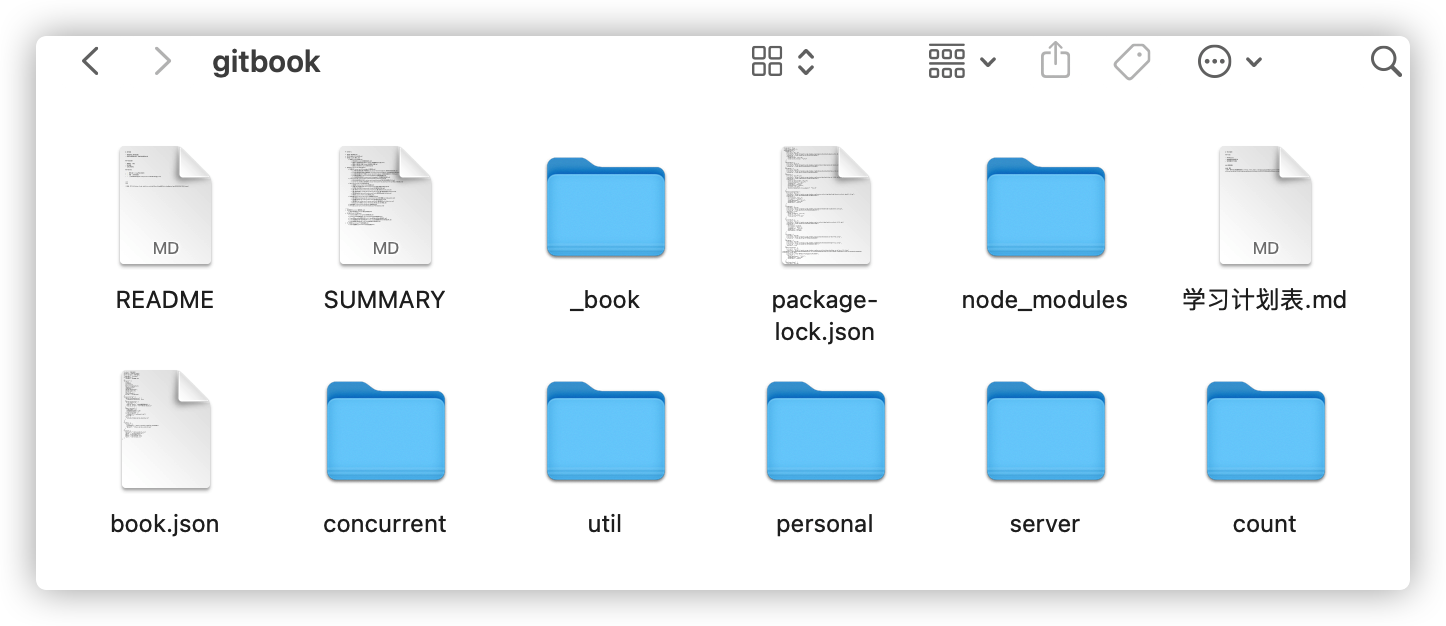 gitbook
MD
MD
MD
README
SUMMARY
_book
package-
lock.json
node_modules
学习计划表.md
book.json
concurrent
util
personal
server
count